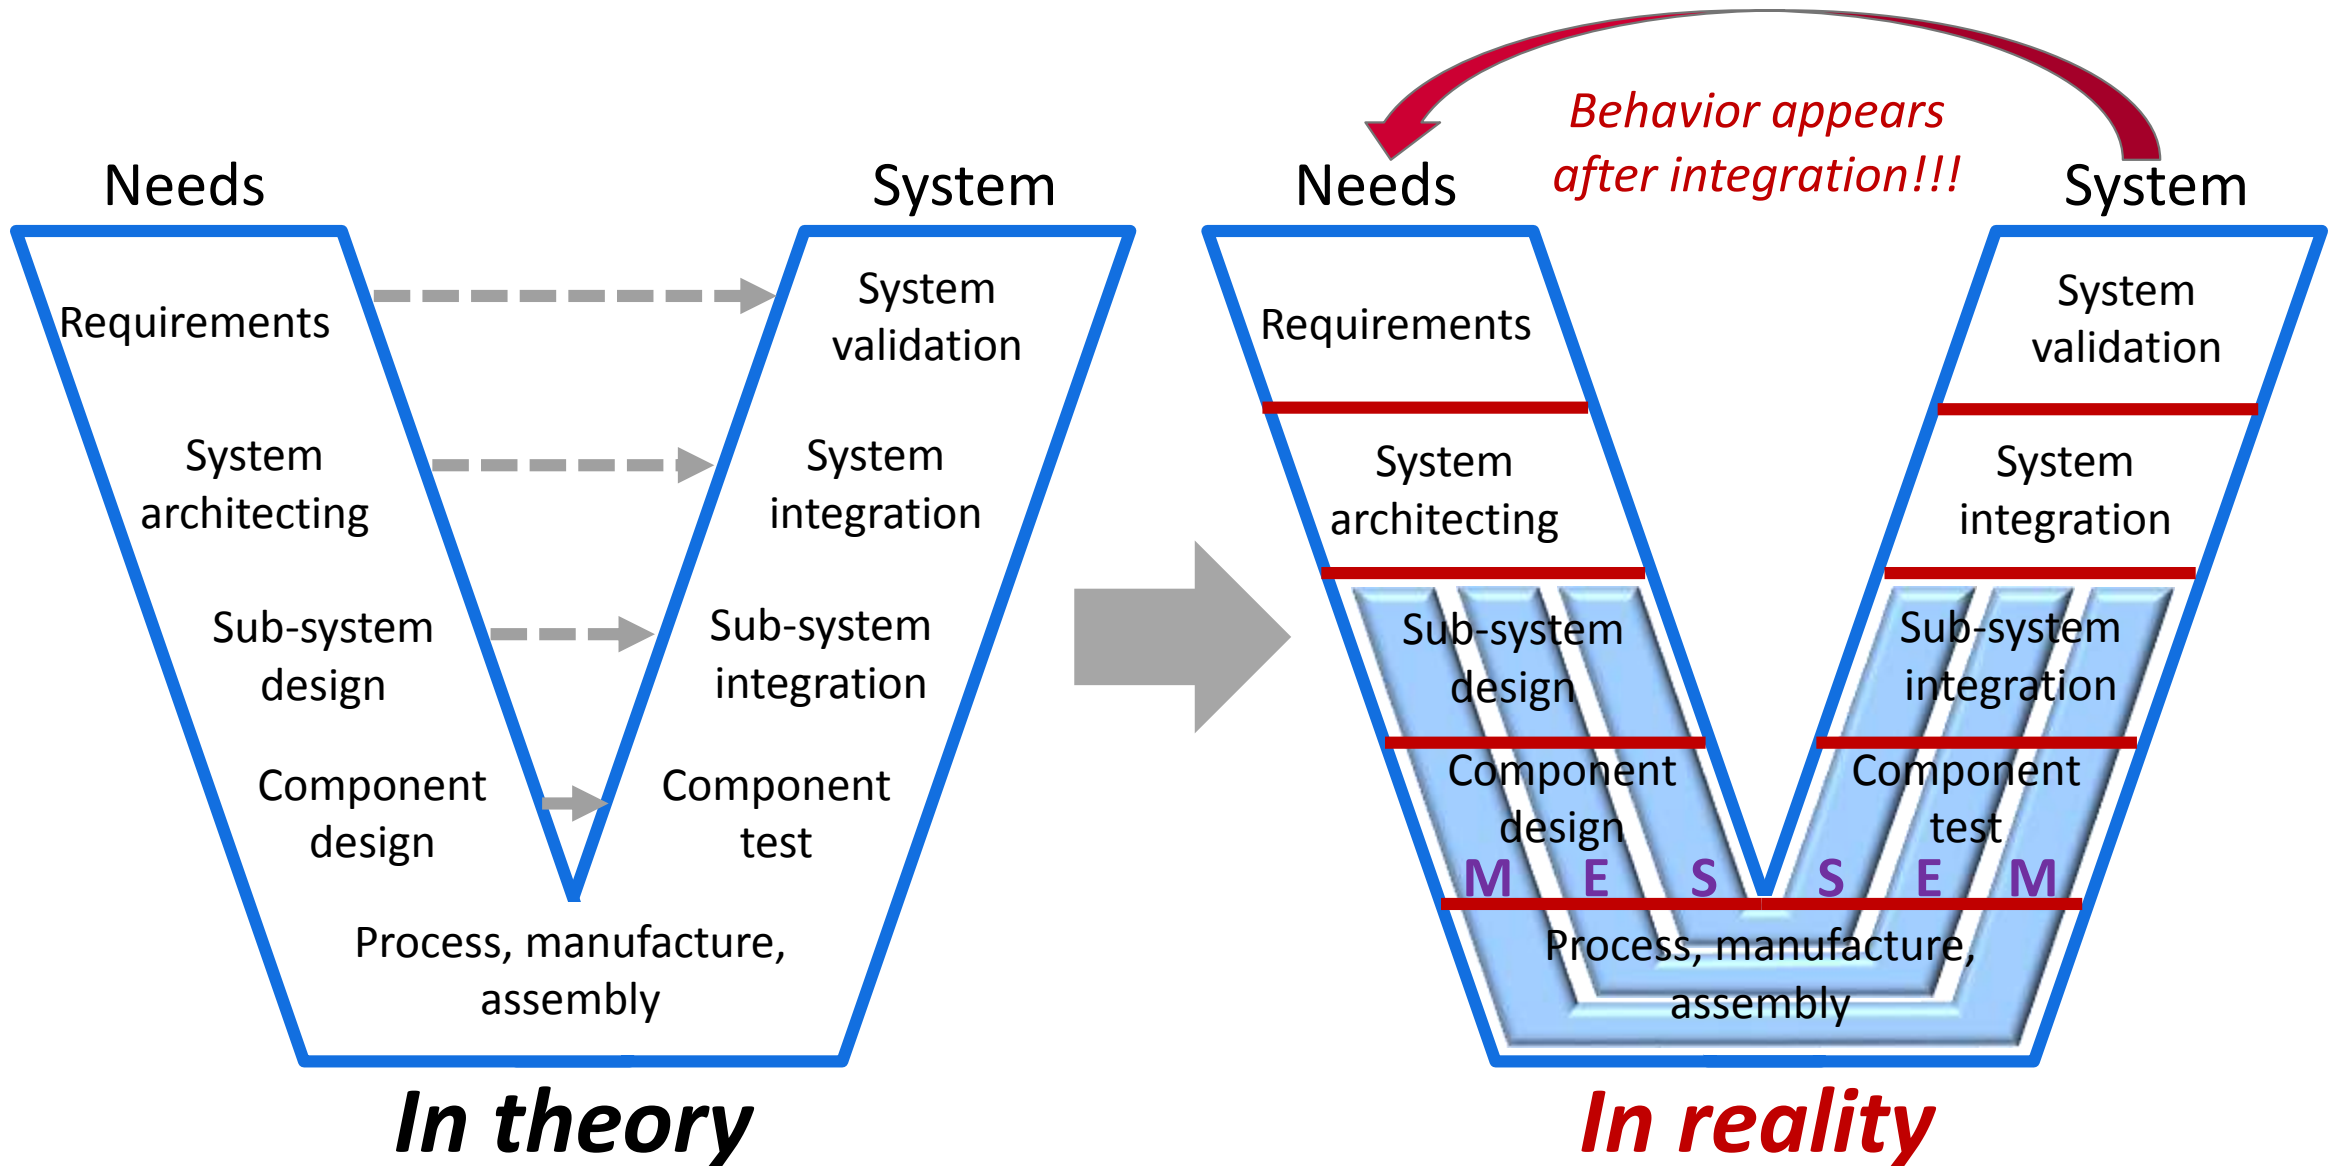 Needs
System
Requirements
System
validation
System
architecting
System
integration
Sub-system
design
Sub-system
integration
Component
design
Component
test
Process, manufacture,
assembly
In theory
Behavior appears
after integration!!!
Needs
System
Requirements
System
validation
System
architecting
System
integration
Sub-system
design
Sub-system
integration
Component
design
Component
test
M E S S E M
Process, manufacture,
assembly
In reality